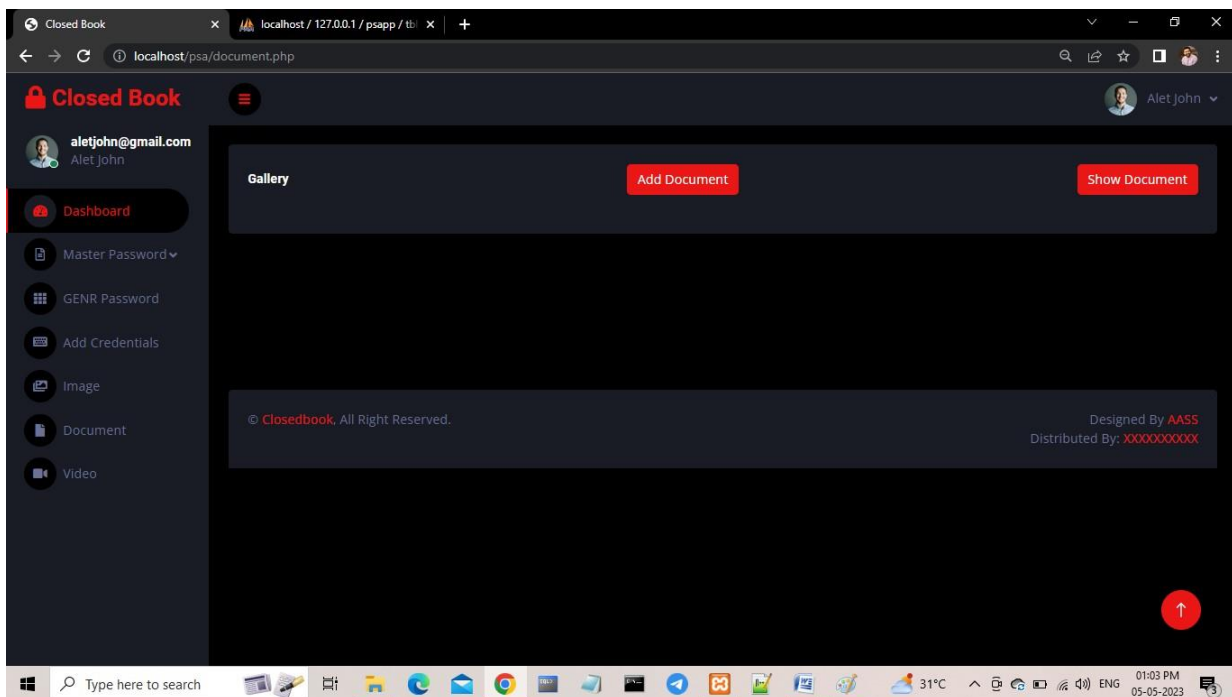 Closed Book
localhost / 127.0.0.1 / psapp / tbl
localhost/psa/document.php
Closed Book
Alet John
aletjohn@gmail.com
Alet John
Gallery
Add Document
Show Document
Dashboard
Master Password
GENR Password
Add Credentials
Image
Document
Video
© Closedbook, All Right Reserved.
Designed By AASS
Distributed By: XXXXXXXXXX
Type here to search
31°C
ENG
01:03 PM
05-05-2023